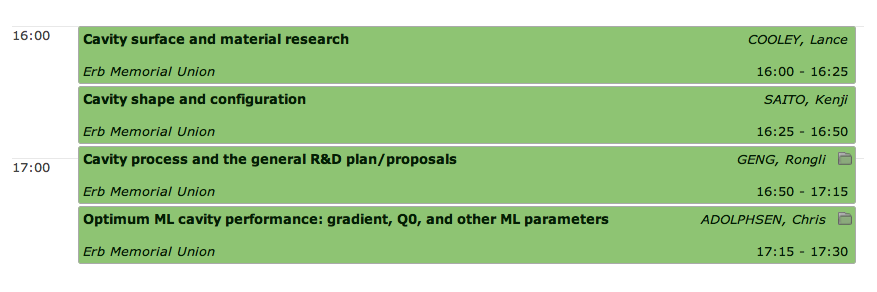 16:00
Cavity surface and material research COOLEY, Lance
Erb Memorial Union 16:00 - 16:25
Cavity shape and configuration SAITO, Kenji
Erb Memorial Union 16:25 - 16:50
17:00
Cavity process and the general R&D plan/proposals GENG, Rongli
Erb Memorial Union 16:50 - 17:15
Optimum ML cavity performance: gradient, Q0, and other ML parameters ADOLPHSEN, Chris
Erb Memorial Union 17:15 - 17:30